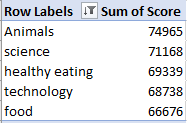 Row Labels Sum of Score
Animals 74965
science 71168
healthy eating 69339
technology 68738
food 66676